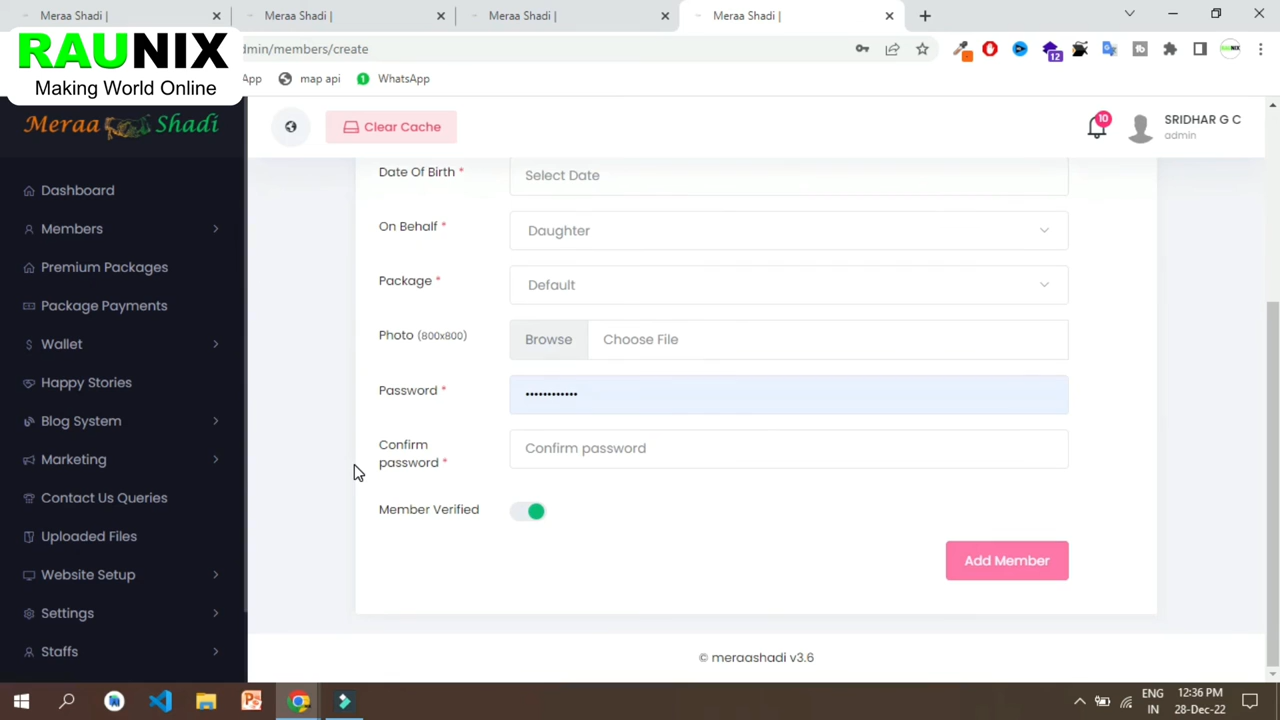 Meraa Shadi |
Meraa Shadi |
Meraa Shadi |
Meraa Shadi |
RAUNIX
Making World Online
dmin/members/create
12
App
map api
WhatsApp
Meraa Shadi
Clear Cache
10
SRIDHAR G C
admin
Dashboard
Members
Premium Packages
Package Payments
Wallet
Happy Stories
Blog System
Marketing
Contact Us Queries
Uploaded Files
Website Setup
Settings
Staffs
Date Of Birth *
Select Date
On Behalf *
Daughter
Package *
Default
Photo (800x800)
Browse
Choose File
Password *
••••••••••••
Confirm
password *
Confirm password
Member Verified
Add Member
© meraashadi v3.6
ENG
IN
12:36 PM
28-Dec-22